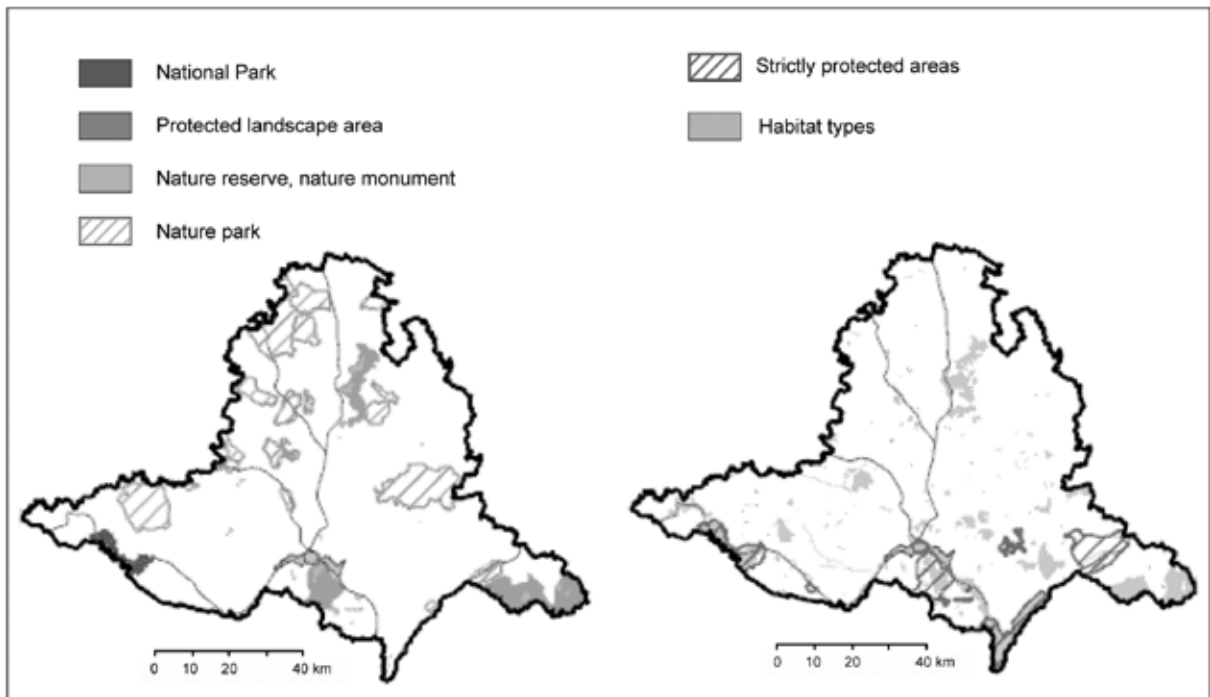 National Park
Protected landscape area
Nature reserve, nature monument
Nature park
Strictly protected areas
Habitat types
0 10 20 40 km
0 10 20 40 km